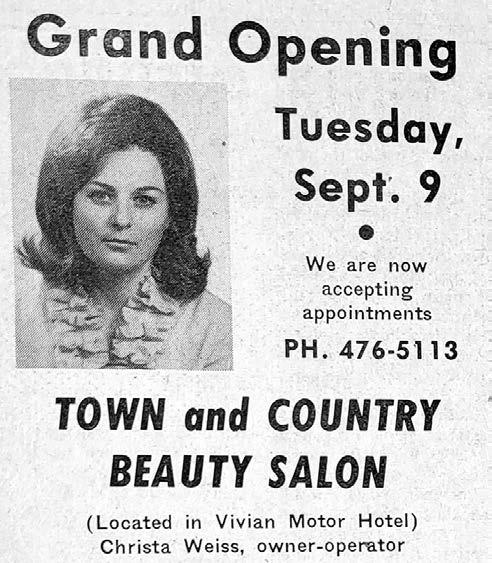 Grand Opening
Tuesday,
Sept. 9
●
We are now
accepting
appointments
PH. 476-5113
TOWN and COUNTRY
BEAUTY SALON
(Located in Vivian Motor Hotel)
Christa Weiss, owner-operator